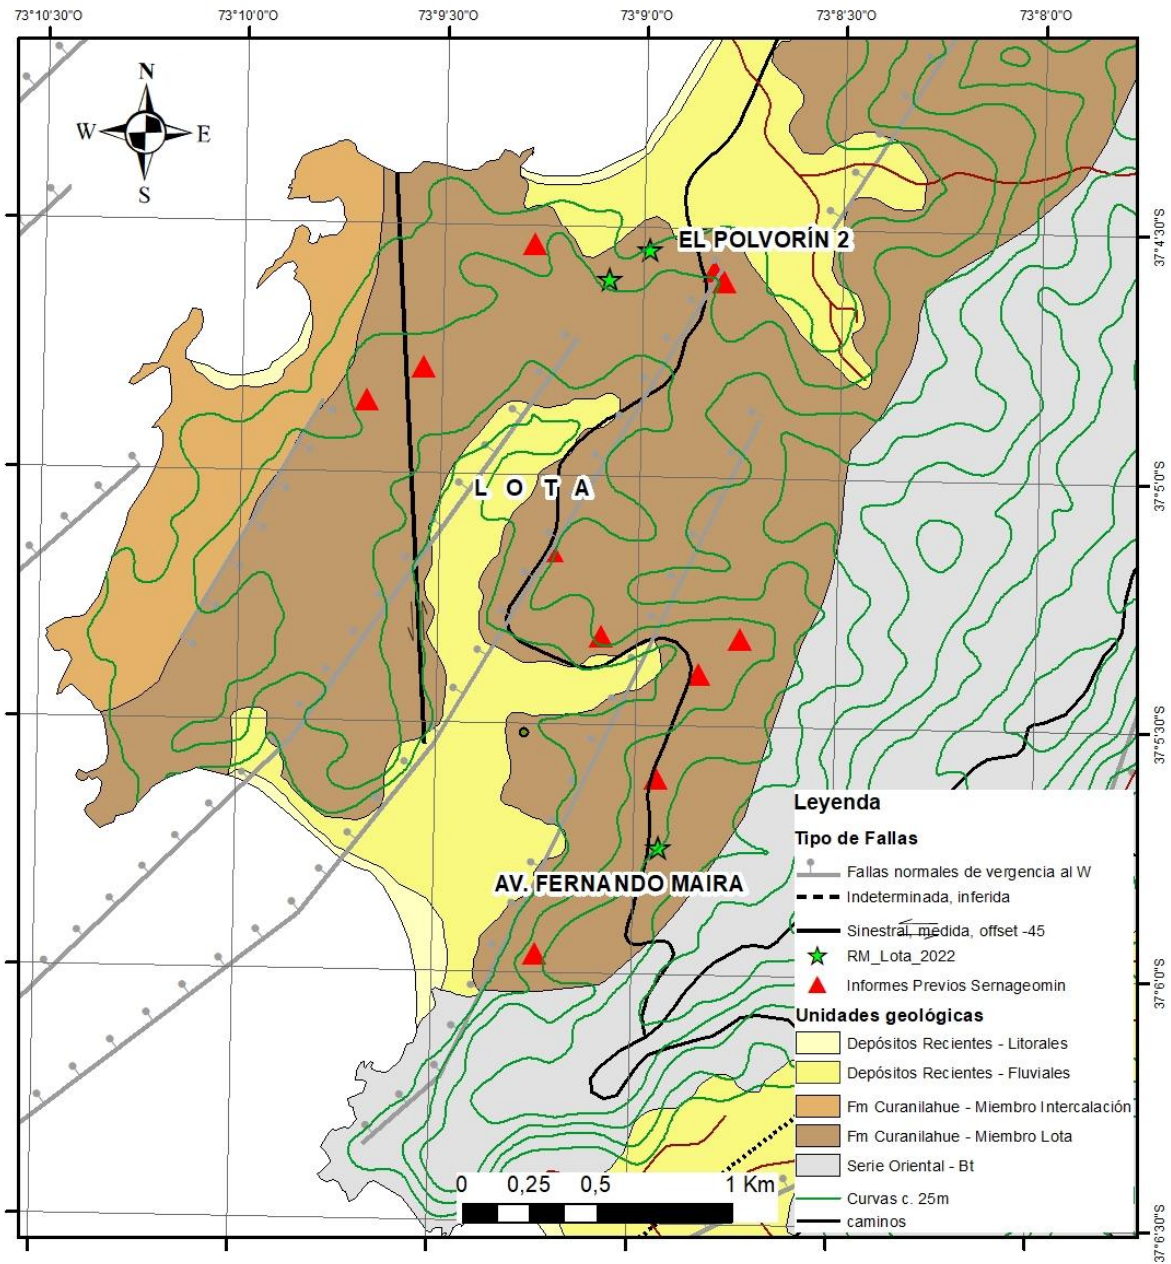 73°10'30"O 73°10'0"O 73°9'30"O 73°9'0"O 73°8'30"O 73°8'0"O
N
W E
S
EL POLVORÍN 2
37°4'30"S
L O T A
37°5'0"S
37°5'30"S
AV. FERNANDO MAIRA
37°6'0"S
37°6'30"S
0 0,25 0,5 1 Km
Leyenda
Tipo de Fallas
Fallas normales de vergencia al W
Indeterminada, inferida
Sinestral, medida, offset -45
RM_Lota_2022
Informes Previos Sernageomin
Unidades geológicas
Depósitos Recientes - Litorales
Depósitos Recientes - Fluviales
Fm Curanilahue - Miembro Intercalación
Fm Curanilahue - Miembro Lota
Serie Oriental - Bt
Curvas c. 25m
caminos